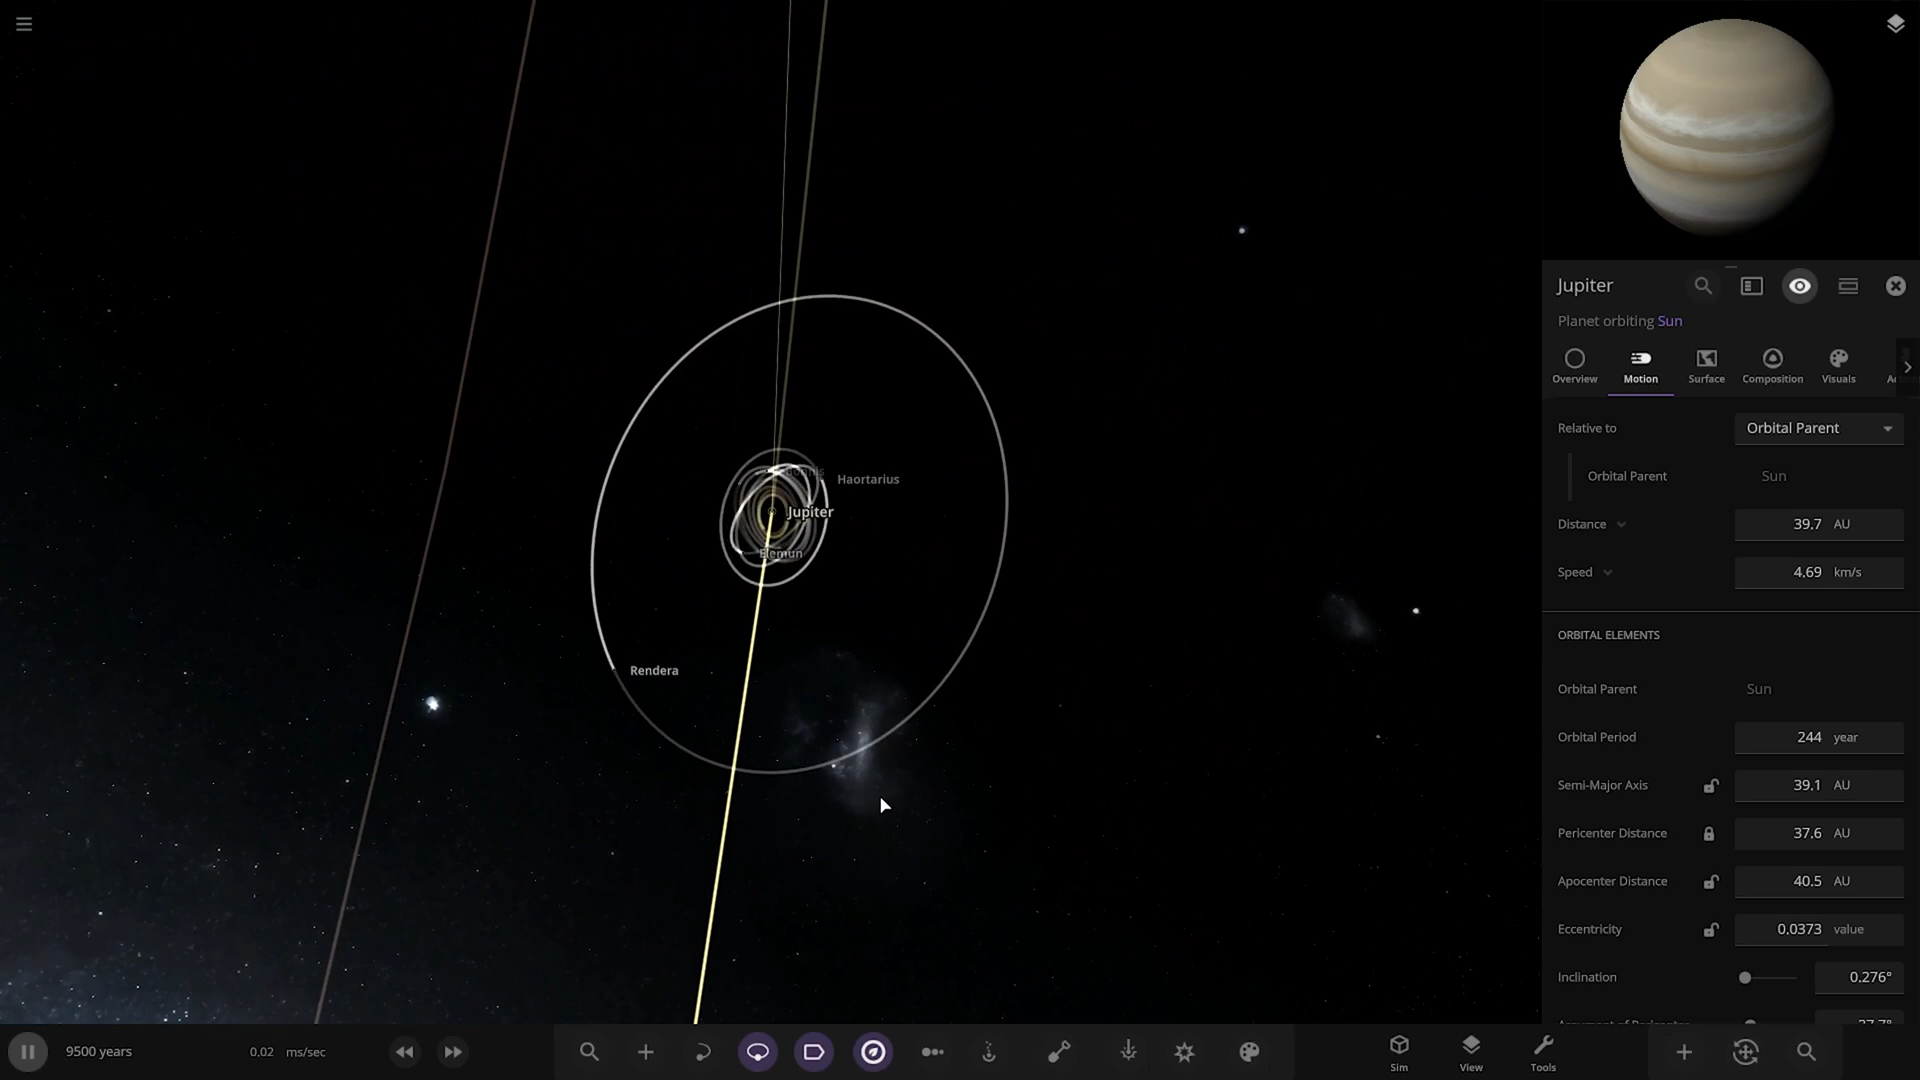 Jupiter
Planet orbiting Sun
Overview
Motion
Surface
Composition
Visuals
Relative to
Orbital Parent
Orbital Parent
Sun
Distance
39.7 AU
Speed
4.69 km/s
ORBITAL ELEMENTS
Orbital Parent
Sun
Orbital Period
244 year
Semi-Major Axis
39.1 AU
Pericenter Distance
37.6 AU
Apocenter Distance
40.5 AU
Eccentricity
0.0373 value
Inclination
0.276°
Haortarius
Jupiter
Elemun
Rendera
9500 years
0.02 ms/sec
Sim
View
Tools